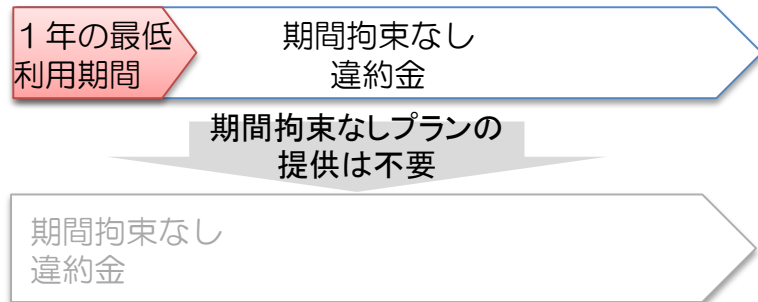 １年の最低
利用期間
期間拘束なし
違約金
期間拘束なしプランの
提供は不要
期間拘束なし
違約金